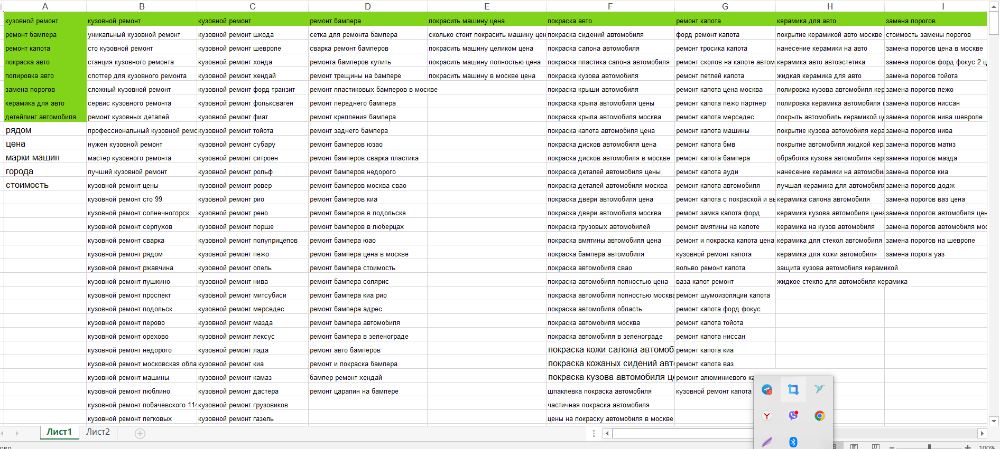 A B C D E F G H I
кузовной ремонт кузовной ремонт кузовной ремонт ремонт бампера покрасить машину цена покраска авто ремонт капота керамика для авто замена порогов
ремонт бампера уникальный кузовной ремонт кузовной ремонт шкода сетка для ремонта бампера сколько стоит покрасить машину цен покраска сидений автомобиля форд ремонт капота покрытие керамикой авто москве стоимость замены порогов
ремонт капота сто кузовной ремонт кузовной ремонт шевроле сварка ремонт бамперов покрасить машину целиком цена покраска салона автомобиля ремонт тросика капота нанесение керамики на авто замена порогов цена в москве
покраска авто станция кузовного ремонта кузовной ремонт хонда ремонта бамперов купить покрасить машину полностью цена покраска пластика салона автомобиля ремонт сколов на капоте автом керамика авто автоэстетика замена порогов форд фокус 2 ц
полировка авто споттер для кузовного ремонта кузовной ремонт хендай ремонт трещины на бампере покрасить машину в москве цена покраска кузова автомобиля ремонт петлей капота жидкая керамика для авто замена порогов тойота
замена порогов сложный кузовной ремонт кузовной ремонт форд транзит ремонт пластиковых бамперов в москве покраска крыши автомобиля ремонт капота цена москва полировка кузова автомобиля кер замена порогов пежо
керамика для авто сервис кузовного ремонта кузовной ремонт фольксваген ремонт переднего бампера покраска крыла автомобиля цены ремонт капота пежо партнер полировка керамика автомобиля ц замена порогов ниссан
детейлинг автомобиля ремонт кузовных деталей кузовной ремонт фиат ремонт крепления бампера покраска крыла автомобиля москва ремонт капота мерседес покрыть автомобиль керамикой це замена порогов нива шевроле
рядом профессиональный кузовной ремо кузовной ремонт тойота ремонт заднего бампера покраска капота автомобиля цена ремонт капота машины покрытие кузова автомобиля кера замена порогов нива
цена нужен кузовной ремонт кузовной ремонт субару ремонт бамперов юзао покраска дисков автомобиля цена ремонт капота бмв покрытие автомобиля жидкой кера замена порогов матиз
марки машин мастер кузовного ремонта кузовной ремонт ситроен ремонт бамперов сварка пластика покраска дисков автомобиля в москве ремонт капота бампера обработка кузова автомобиля кер замена порогов мазда
города лучший кузовной ремонт кузовной ремонт рольф ремонт бамперов недорого покраска деталей автомобиля цены ремонт капота ауди нанесение керамики на автомоби замена порогов киа
стоимость кузовной ремонт цены кузовной ремонт ровер ремонт бамперов москва свао покраска деталей автомобиля москва ремонт капота автомобиля лучшая керамика для автомобиля замена порогов додж
кузовной ремонт сто 99 кузовной ремонт рио ремонт бамперов киа покраска двери автомобиля цена ремонт капота с покраской и вы керамика салона автомобиля замена порогов ваз цена
кузовной ремонт солнечногорск кузовной ремонт рено ремонт бамперов в подольске покраска двери автомобиля москва ремонт замка капота форд керамика кузова автомобиля цена замена порогов автомобиля цен
кузовной ремонт серпухов кузовной ремонт порше ремонт бамперов в люберцах покраска грузовых автомобилей ремонт вмятины на капоте керамика на кузов автомобиля замена порогов автомобиля мос
кузовной ремонт сварка кузовной ремонт полуприцепов ремонт бампера юао покраска вмятины автомобиля цена ремонт и покраска капота цена керамика для стекол автомобиля замена порогов на шевроле
кузовной ремонт рядом кузовной ремонт пежо ремонт бампера цена в москве покраска бампера автомобиля кузовной ремонт капота керамика для кожи автомобиля замена порога уаз
кузовной ремонт ржавчина кузовной ремонт опель ремонт бампера стоимость покраска автомобиля свао вольво ремонт капота защита кузова автомобиля керамикой
кузовной ремонт пушкино кузовной ремонт нива ремонт бампера солярис покраска автомобиля полностью цена ваза капот ремонт жидкое стекло для автомобиля керамика
кузовной ремонт проспект кузовной ремонт митсубиси ремонт бампера киа рио покраска автомобиля полностью москва ремонт шумоизоляции капота
кузовной ремонт подольск кузовной ремонт мерседес ремонт бампера адрес покраска автомобиля область ремонт капота форд фокус
кузовной ремонт перово кузовной ремонт мазда ремонт бампера автомобиля покраска автомобиля москва ремонт капота тойота
кузовной ремонт орехово кузовной ремонт лексус ремонт бампера в зеленограде покраска автомобиля в зеленограде ремонт капота ниссан
кузовной ремонт недорого кузовной ремонт лада ремонт авто бамперов покраска кожи салона автомоб ремонт капота киа
кузовной ремонт московская обла кузовной ремонт киа ремонт и покраска бампера покраска кожаных сидений авто ремонт капота ваз
кузовной ремонт машины кузовной ремонт камаз бампер ремонт хендай покраска кузова автомобиля це ремонт алюминиевого ка
кузовной ремонт люблино кузовной ремонт дастера ремонт царапин на бампере шпаклевка покраска автомобиля кузовной ремонт капота
кузовной ремонт лобачевского 114 кузовной ремонт грузовиков частичная покраска автомобиля
кузовной ремонт легковых кузовной ремонт газель цены на покраску автомобиля в москве
Лист1 Лист2
100%